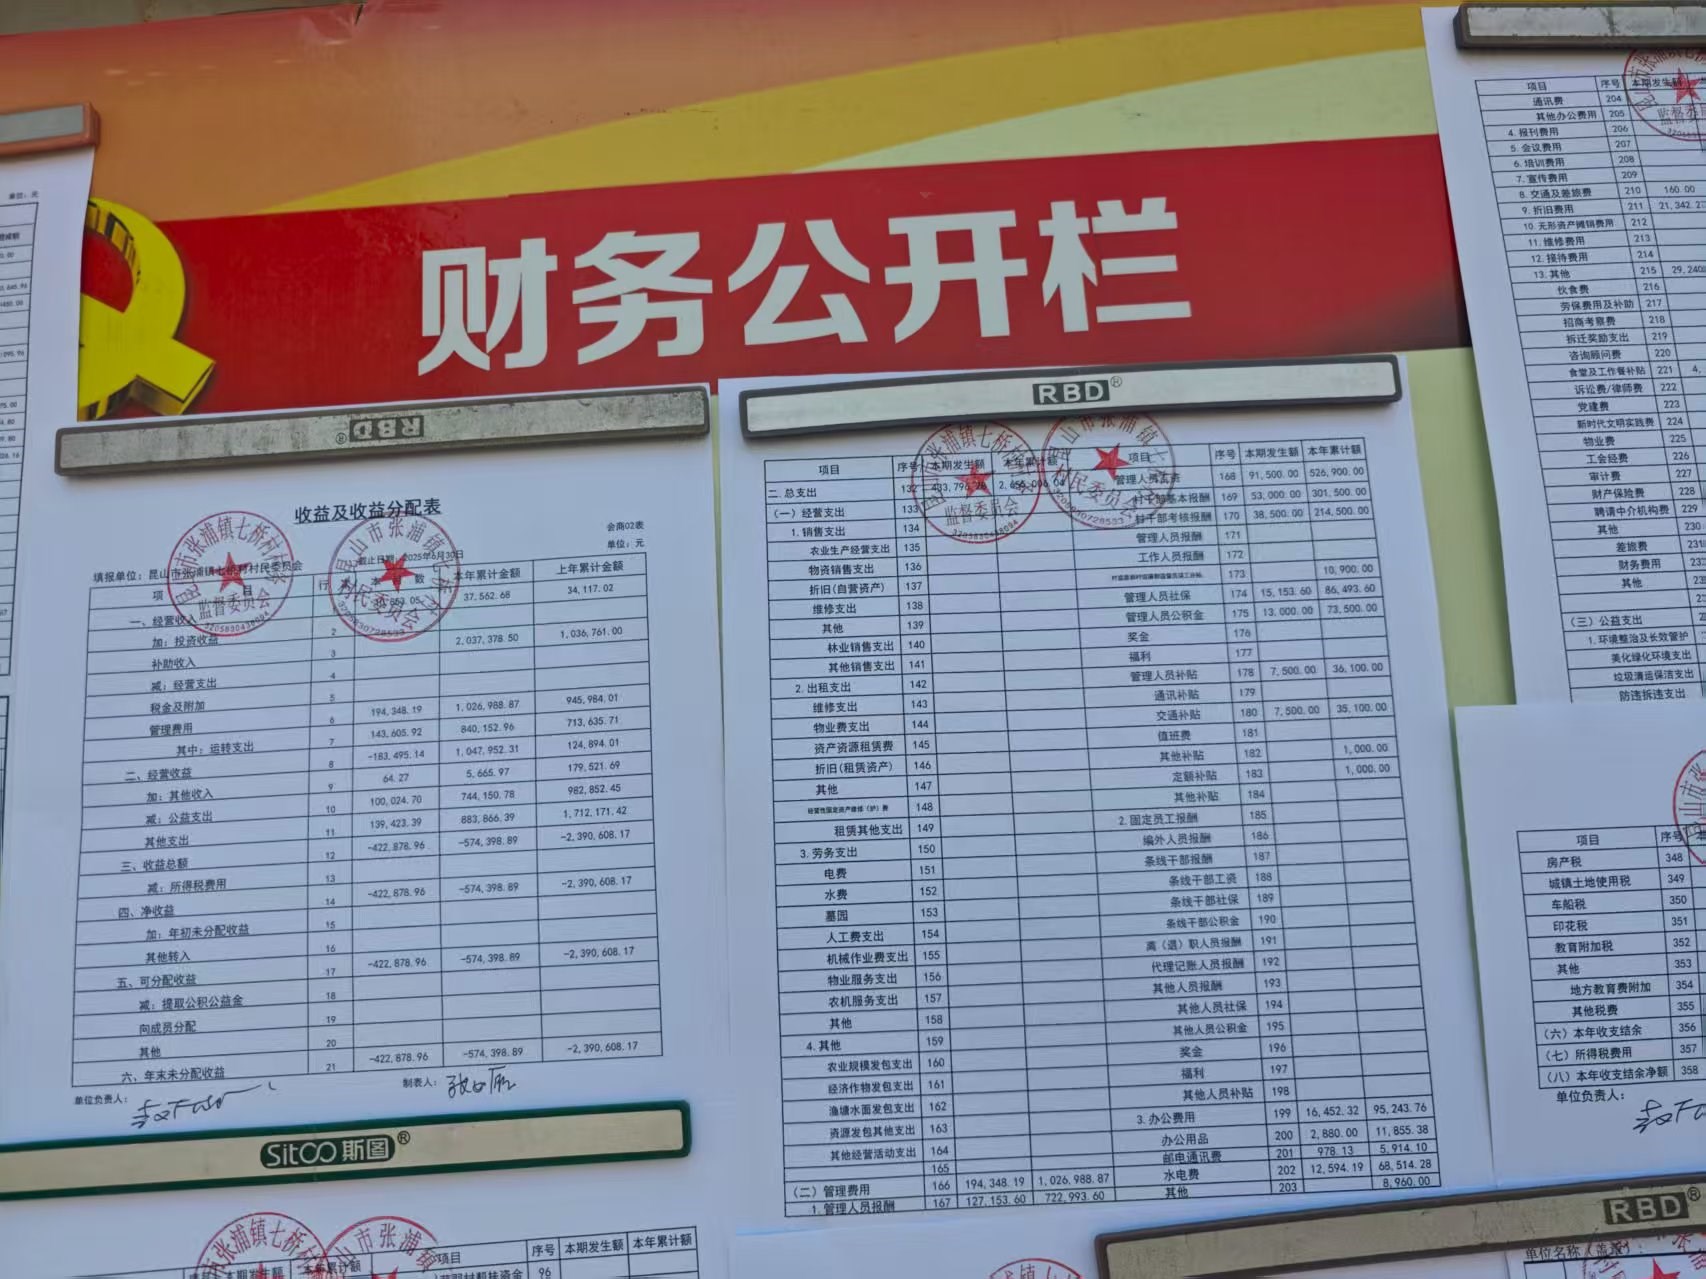 财务公开栏
RBD®
收益及收益分配表
会商02表
截止日期：2025年6月30日
单位：元
填报单位：昆山市张浦镇七桥村村民委员会
项 目 行 本 数 本年累计金额 上年累计金额
一、经营收入 37,562.68 34,117.02
加：投资收益 2 2,037,378.50 1,036,761.00
补助收入 3
减：经营支出 4
税金及附加 5
管理费用 6 194,348.19 1,026,988.87 945,984.01
其中：运转支出 7 143,605.92 840,152.96 713,635.71
二、经营收益 8 -183,495.14 1,047,952.31 124,894.01
加：其他收入 9 64.27 5,665.97 179,521.69
减：公益支出 10 100,024.70 744,150.78 982,852.45
其他支出 11 139,423.39 883,866.39 1,712,171.42
三、收益总额 12 -422,878.96 -574,398.89 -2,390,608.17
减：所得税费用 13
四、净收益 14 -422,878.96 -574,398.89 -2,390,608.17
加：年初未分配收益 15
其他转入 16
五、可分配收益 17 -422,878.96 -574,398.89 -2,390,608.17
减：提取公积公益金 18
向成员分配 19
其他 20
六、年末未分配收益 21 -422,878.96 -574,398.89 -2,390,608.17
单位负责人：
制表人：
Sitoo斯图®
RBD®
项目 序号 本期发生额 本年累计额
二、总支出 132
（一）经营支出 133
1.销售支出 134
农业生产经营支出 135
物资销售支出 136
折旧(自营资产) 137
维修支出 138
其他 139
林业销售支出 140
其他销售支出 141
2.出租支出 142
维修支出 143
物业费支出 144
资产资源租赁费 145
折旧(租赁资产) 146
其他 147
148
租赁其他支出 149
3.劳务支出 150
电费 151
水费 152
墓园 153
人工费支出 154
机械作业费支出 155
物业服务支出 156
农机服务支出 157
其他 158
4.其他 159
农业规模发包支出 160
经济作物发包支出 161
渔塘水面发包支出 162
资源发包其他支出 163
其他经营活动支出 164
165
（二）管理费用 166 194,348.19 1,026,988.87
1.管理人员报酬 167 127,153.60 722,993.60
项目 序号 本期发生额 本年累计额
管理人员工资 168 91,500.00 526,900.00
村干部基本报酬 169 53,000.00 301,500.00
村干部考核报酬 170 38,500.00 214,500.00
管理人员报酬 171
工作人员报酬 172
173 10,900.00
管理人员社保 174 15,153.60 86,493.60
管理人员公积金 175 13,000.00 73,500.00
奖金 176
福利 177
管理人员补贴 178 7,500.00 36,100.00
通讯补贴 179
交通补贴 180 7,500.00 35,100.00
值班费 181
其他补贴 182 1,000.00
定额补贴 183 1,000.00
其他补贴 184
2.固定员工报酬 185
编外人员报酬 186
条线干部报酬 187
条线干部工资 188
条线干部社保 189
条线干部公积金 190
离（退）职人员报酬 191
代理记账人员报酬 192
其他人员报酬 193
其他人员社保 194
其他人员公积金 195
奖金 196
福利 197
其他人员补贴 198
3.办公费用 199 16,452.32 95,243.76
办公用品 200 2,880.00 11,855.38
邮电通讯费 201 978.13 5,914.10
水电费 202 12,594.19 68,514.28
其他 203 8,960.00
项目 序号 本期发生额
通讯费 204
其他办公费用 205
4.报刊费用 206
5.会议费用 207
6.培训费用 208
7.宣传费用 209
8.交通及差旅费 210 160.00
9.折旧费用 211
10.无形资产摊销费用 212
11.维修费用 213
12.接待费用 214
13.其他 215
伙食费 216
劳保费用及补助 217
招商考察费 218
拆迁奖励支出 219
咨询顾问费 220
食堂及工作餐补贴 221
诉讼费/律师费 222
党建费 223
新时代文明实践费 224
物业费 225
工会经费 226
审计费 227
财产保险费 228
聘请中介机构费 229
其他 230
差旅费 231
财务费用
其他
（三）公益支出
1.环境整治及长效管护
美化绿化环境支出
垃圾清运保洁支出
防违拆违支出
项目 序号
房产税 348
城镇土地使用税 349
车船税 350
印花税 351
教育附加税 352
其他 353
地方教育费附加 354
其他税费 355
（六）本年收支结余 356
（七）所得税费用 357
（八）本年收支结余净额 358
单位负责人：
RBD®
项目 序号 本期发生额 本年累计额
96
单位名称（盖章）：